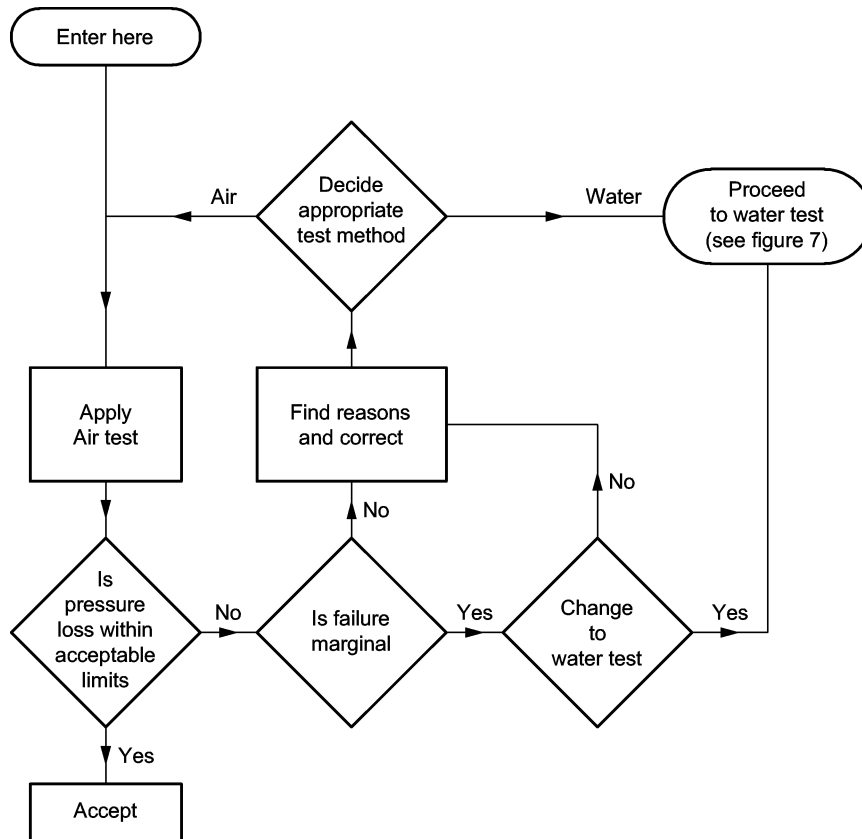 Enter here
Decide
appropriate
test method
Air
Water
Proceed
to water test
(see figure 7)
Apply
Air test
Find reasons
and correct
No
No
Is
pressure
loss within
acceptable
limits
No
Is failure
marginal
Yes
Change
to
water test
Yes
Yes
Accept